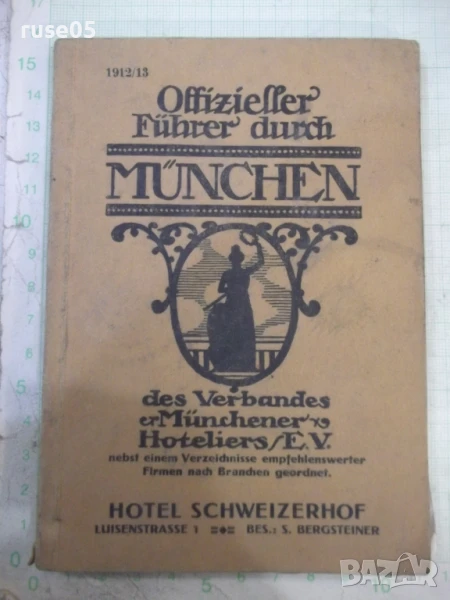 ruse05
1912/13
Offizieller
Führer durch
MÜNCHEN
des Verbandes
Münchener
Hoteliers E.V.
nebst einem Verzeichnisse empfehlenswerter
Firmen nach Branchen geordnet.
HOTEL SCHWEIZERHOF
LUISENSTRASSE 1 BES.: S. BERGSTEINER
BAZAR